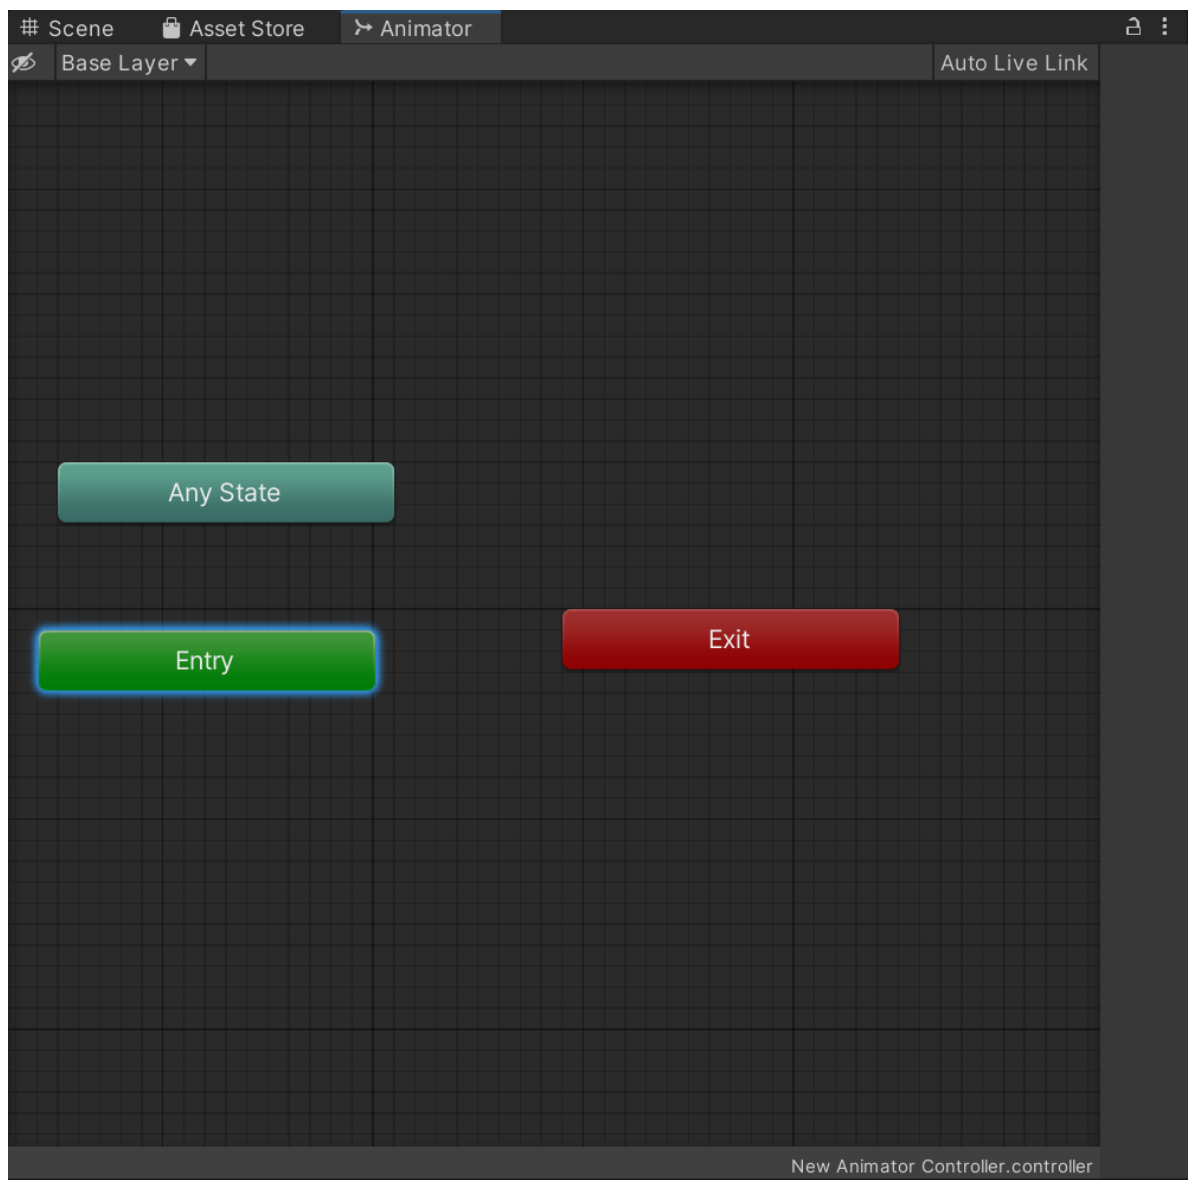 Scene Asset Store Animator
Base Layer Auto Live Link
Any State
Exit
Entry
New Animator Controller.controller